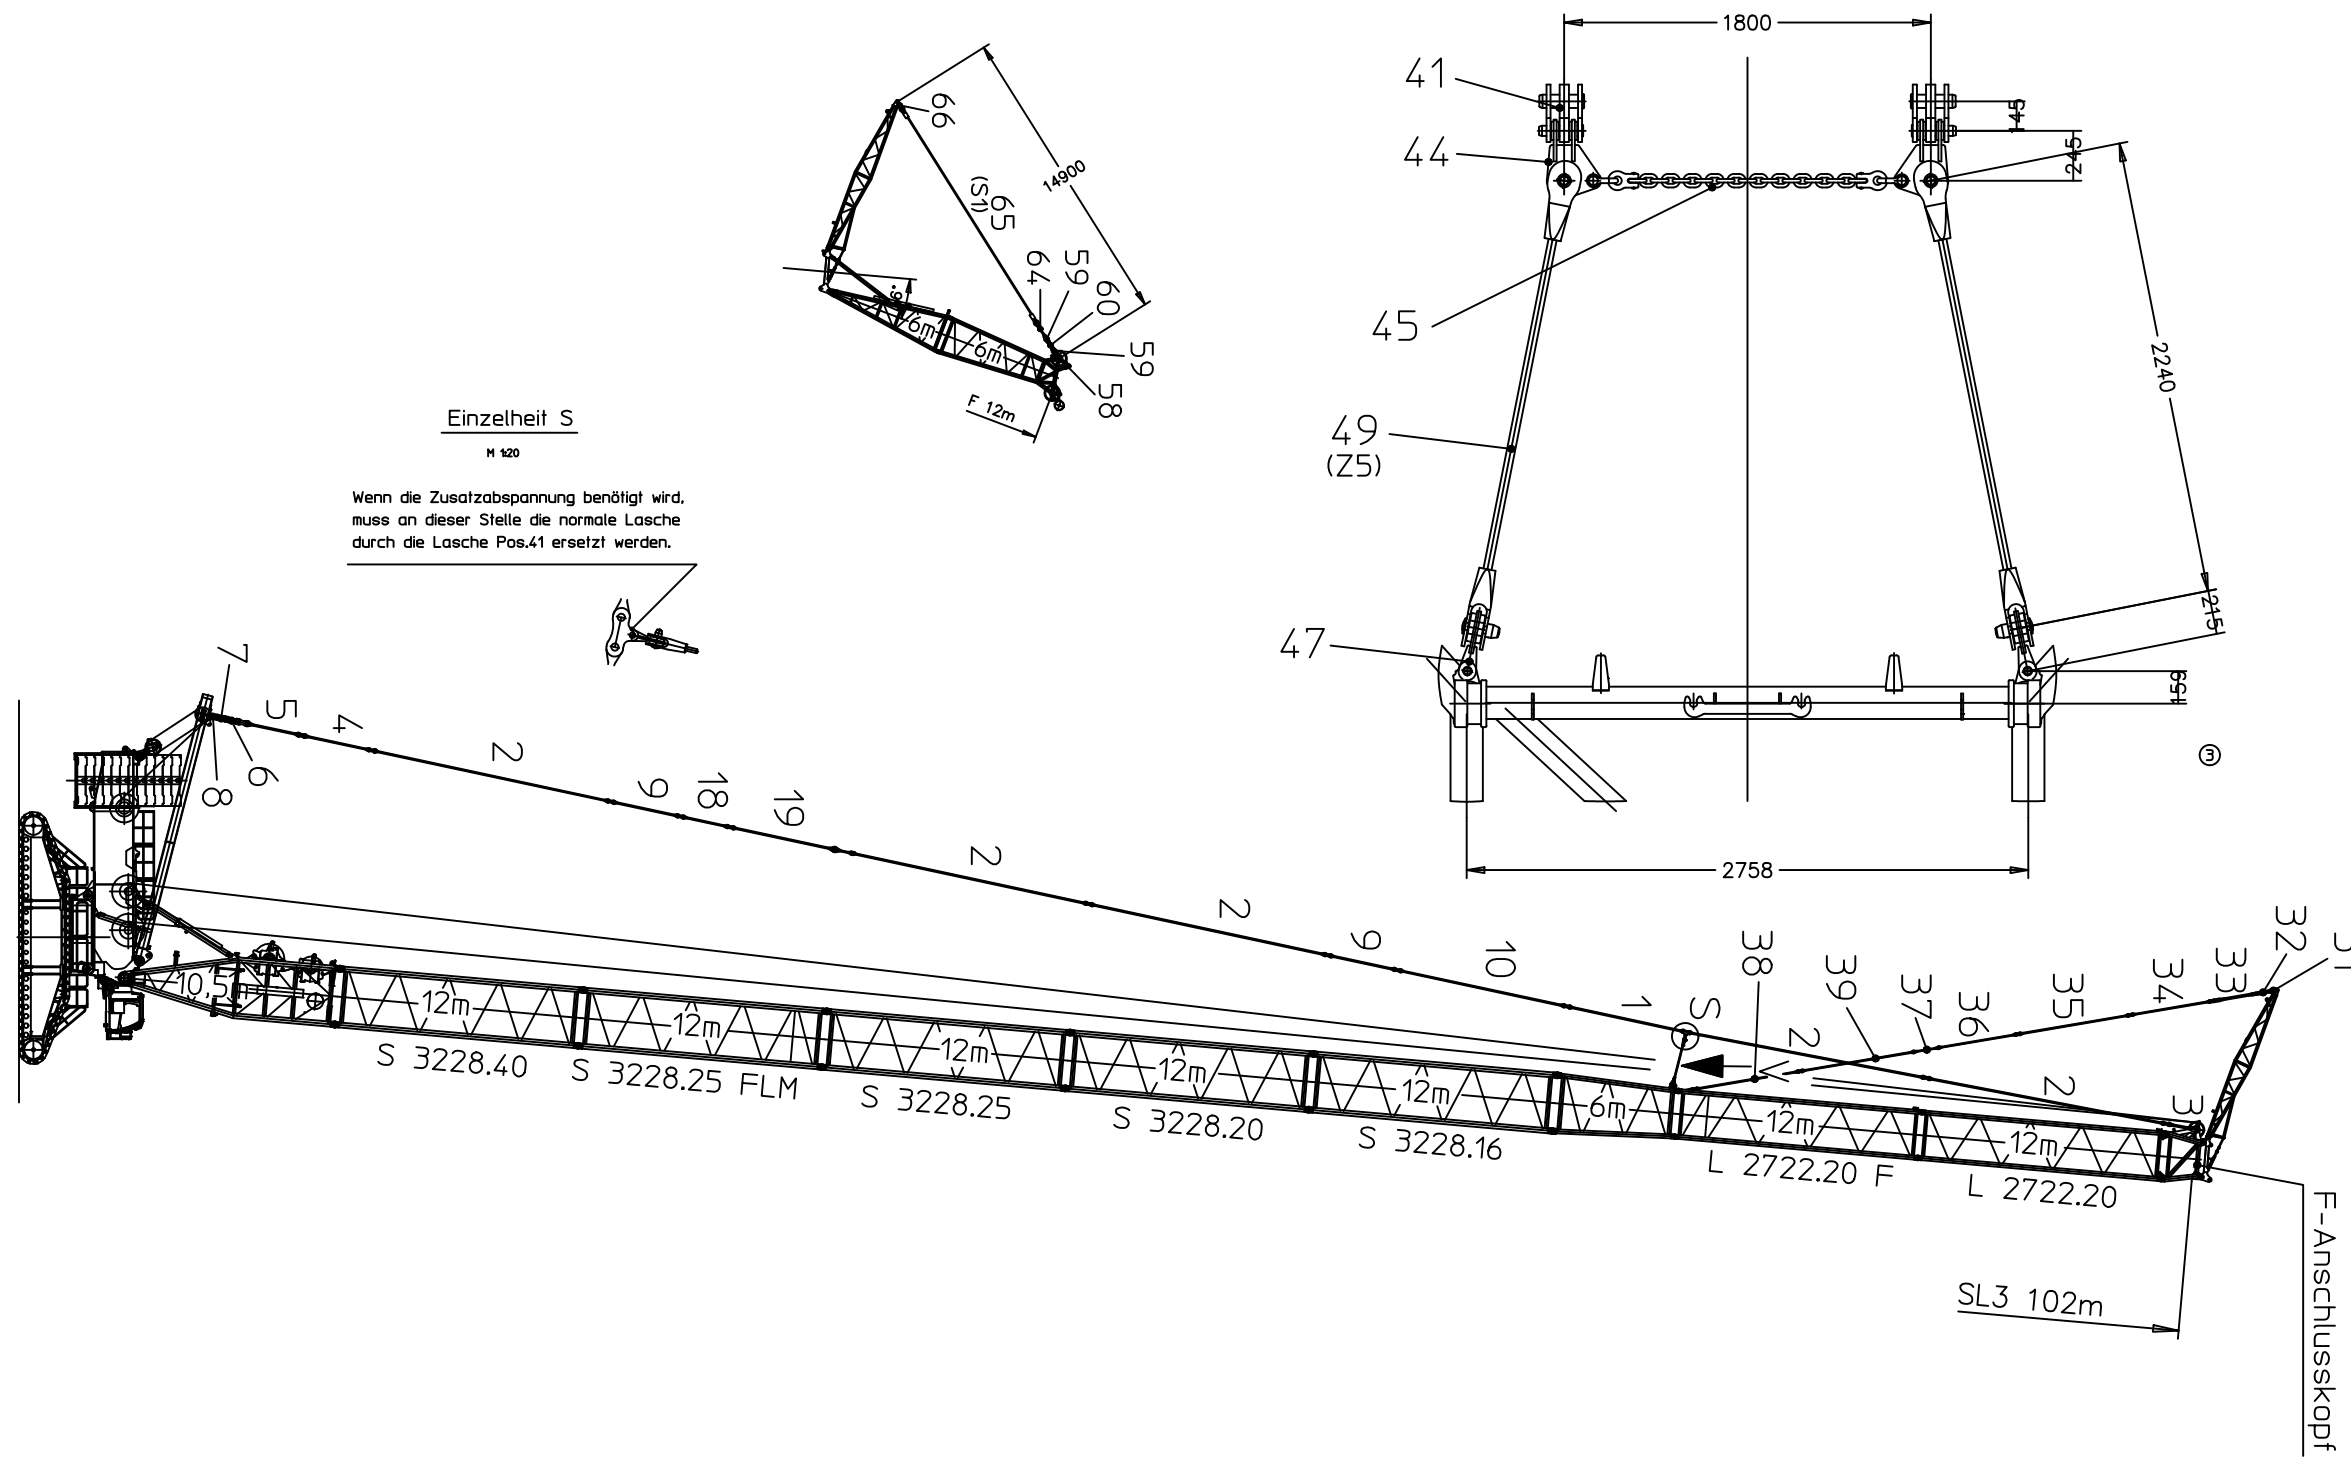 1800
41
44
45
49
(Z5)
47
145
245
2240
215
159
3
2758
66
14900
65
(S1)
64
59
60
59
58
6°
6m
6m
F 12m
Einzelheit S
M 1:20
Wenn die Zusatzabspannung benötigt wird,
muss an dieser Stelle die normale Lasche
durch die Lasche Pos.41 ersetzt werden.
7
5
4
2
9
18
19
2
2
9
10
1
S
38
2
39
37
36
35
34
33
32
6
8
2
3
10,5m
12m
12m
12m
12m
12m
6m
12m
12m
S 3228.40
S 3228.25 FLM
S 3228.25
S 3228.20
S 3228.16
L 2722.20 F
L 2722.20
SL3 102m
F-Anschlusskopf